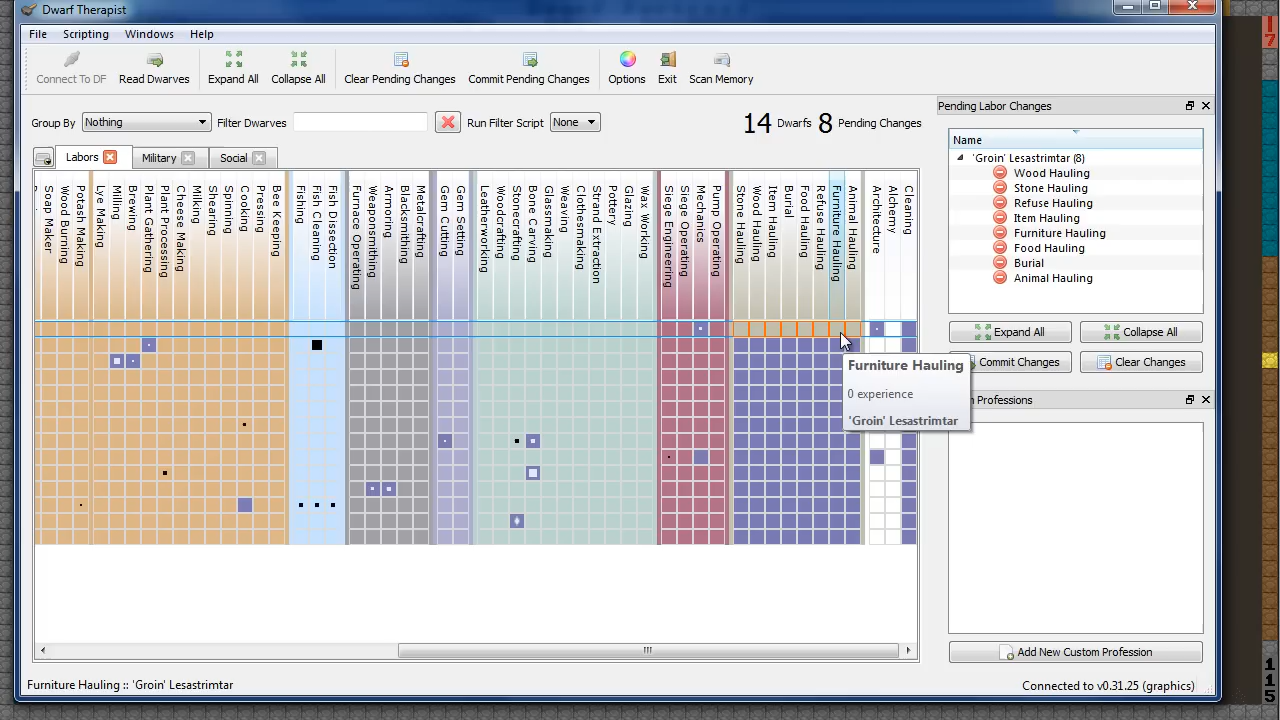 Dwarf Therapist
File Scripting Windows Help
Connect To DF Read Dwarves Expand All Collapse All Clear Pending Changes Commit Pending Changes Options Exit Scan Memory
Group By Nothing Filter Dwarves Run Filter Script None 14 Dwarfs 8 Pending Changes
Labors Military Social
Soap Maker
Wood Burning
Potash Making
Lye Making
Milling
Brewing
Plant Gathering
Plant Processing
Cheese Making
Milking
Shearing
Spinning
Cooking
Pressing
Bee Keeping
Fishing
Fish Cleaning
Fish Dissection
Furnace Operating
Weaponsmithing
Armoring
Blacksmithing
Metalcrafting
Gem Cutting
Gem Setting
Leatherworking
Woodcrafting
Stonecrafting
Bone Carving
Glassmaking
Weaving
Clothesmaking
Strand Extraction
Pottery
Glazing
Wax Working
Siege Engineering
Siege Operating
Mechanics
Pump Operating
Stone Hauling
Wood Hauling
Item Hauling
Burial
Food Hauling
Refuse Hauling
Furniture Hauling
Animal Hauling
Architecture
Alchemy
Cleaning
Furniture Hauling
0 experience
'Groin' Lesastrimtar
Pending Labor Changes
Name
'Groin' Lesastrimtar (8)
Wood Hauling
Stone Hauling
Refuse Hauling
Item Hauling
Furniture Hauling
Food Hauling
Burial
Animal Hauling
Expand All Collapse All
Commit Changes Clear Changes
Professions
Add New Custom Profession
Furniture Hauling :: 'Groin' Lesastrimtar Connected to v0.31.25 (graphics)
17
115